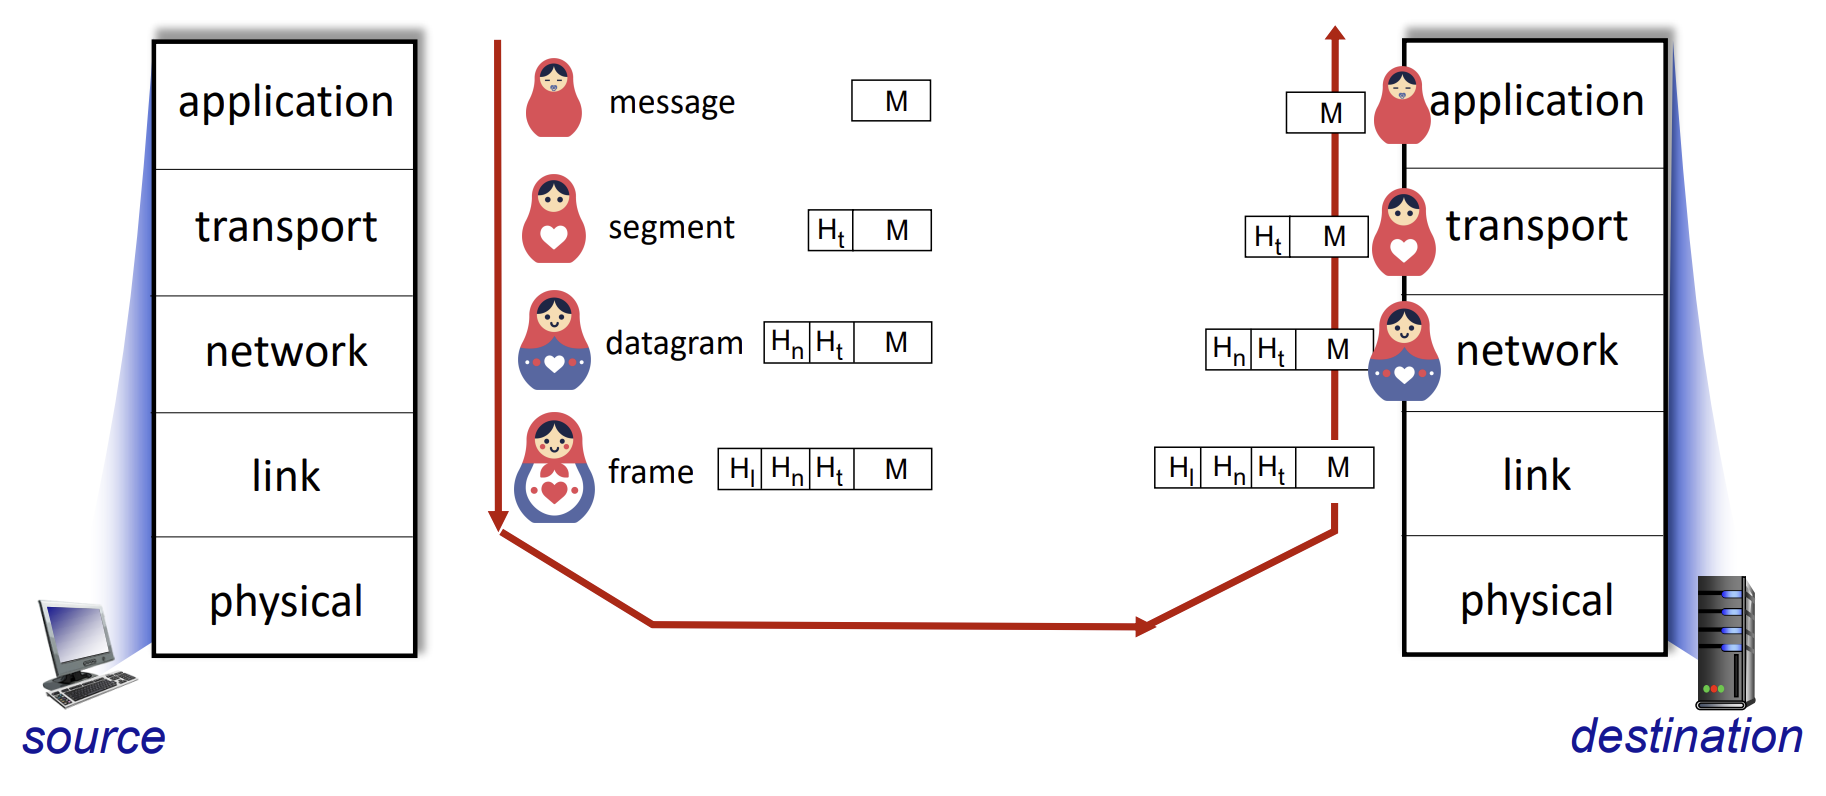 application
transport
network
link
physical
source
message
M
segment
Ht M
datagram
Hn Ht M
frame
Hl Hn Ht M
M
Ht M
Hn Ht M
Hl Hn Ht M
application
transport
network
link
physical
destination